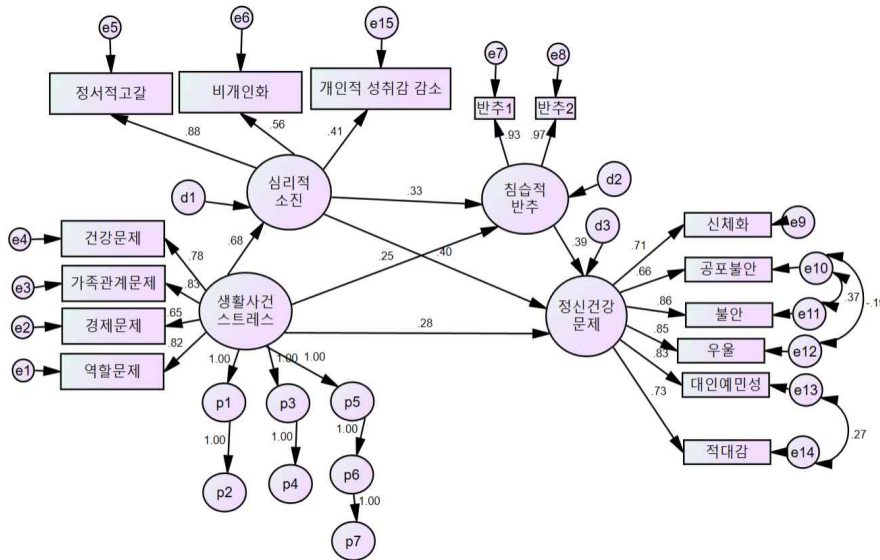 e5
e6
e15
정서적고갈
비개인화
개인적 성취감 감소
e7
e8
반추1
반추2
.88
.56
.41
.93
.97
심리적
소진
d1
.33
침습적
반추
d2
d3
e4
건강문제
.78
.68
.25
.40
.39
.71
신체화
e9
e3
가족관계문제
.83
.66
공포불안
e10
e2
경제문제
.65
생활사건
스트레스
.28
정신건강
문제
.86
불안
e11
.37
-.19
e1
역할문제
.82
.85
우울
e12
.83
대인예민성
e13
.73
.27
적대감
e14
1.00
1.00
1.00
p1
p3
p5
1.00
1.00
1.00
p2
p4
p6
1.00
p7